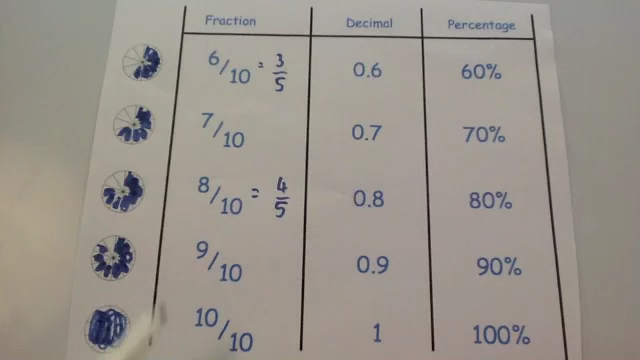 Fraction Decimal Percentage
6/10 = 3/5 0.6 60%
7/10 0.7 70%
8/10 = 4/5 0.8 80%
9/10 0.9 90%
10/10 1 100%